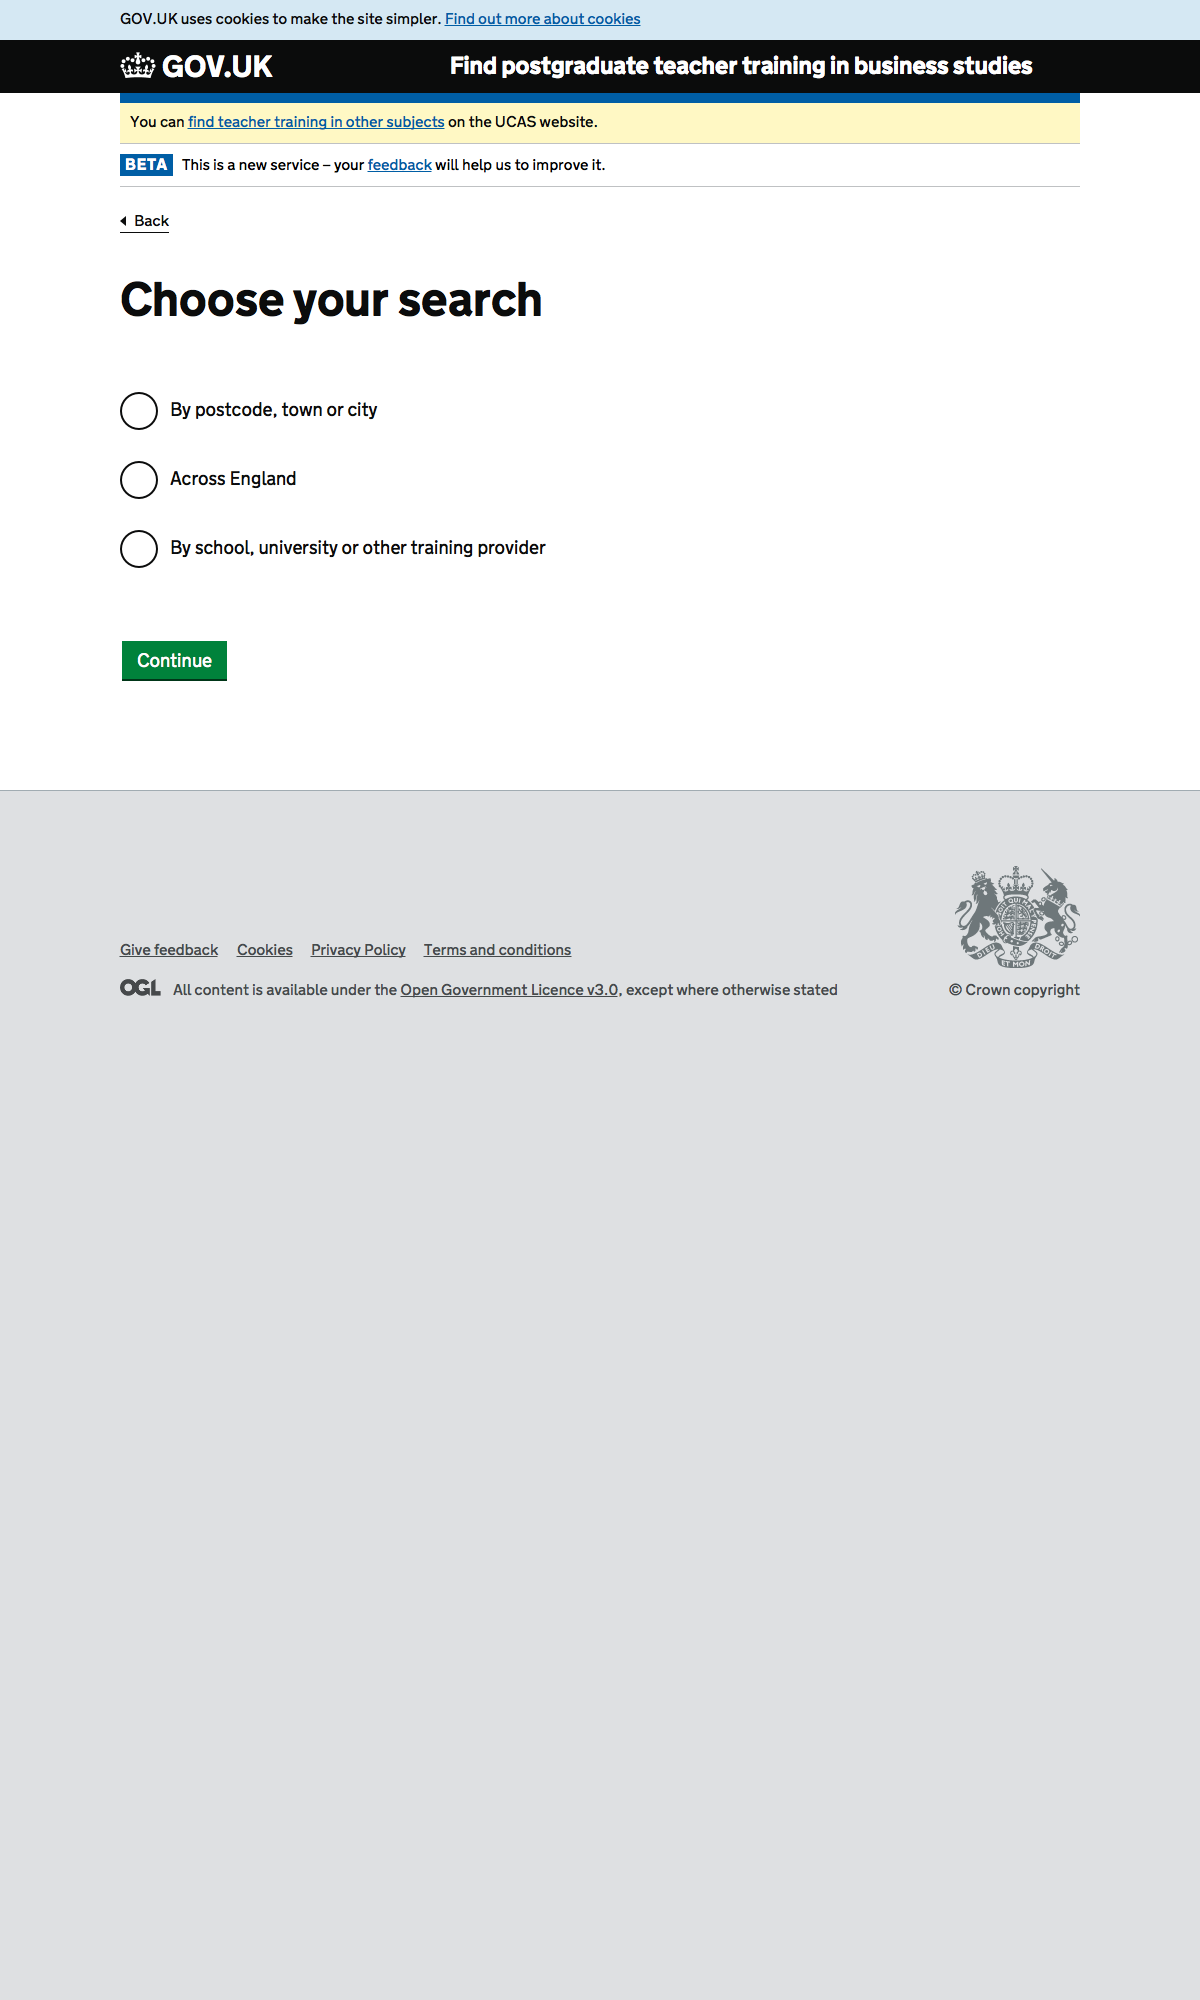 GOV.UK uses cookies to make the site simpler. Find out more about cookies
GOV.UK
Find postgraduate teacher training in business studies
You can find teacher training in other subjects on the UCAS website.
BETA This is a new service – your feedback will help us to improve it.
Back
Choose your search
By postcode, town or city
Across England
By school, university or other training provider
Continue
Give feedback Cookies Privacy Policy Terms and conditions
OGL All content is available under the Open Government Licence v3.0, except where otherwise stated
DIEU ET MON DROIT
© Crown copyright